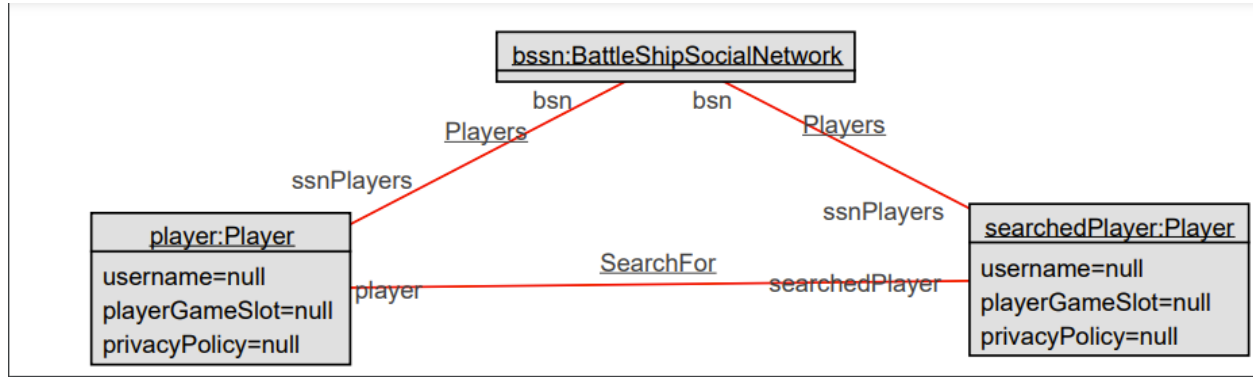 bssn:BattleShipSocialNetwork
bsn
bsn
Players
Players
ssnPlayers
ssnPlayers
player:Player
username=null
playerGameSlot=null
privacyPolicy=null
SearchFor
player
searchedPlayer
searchedPlayer:Player
username=null
playerGameSlot=null
privacyPolicy=null